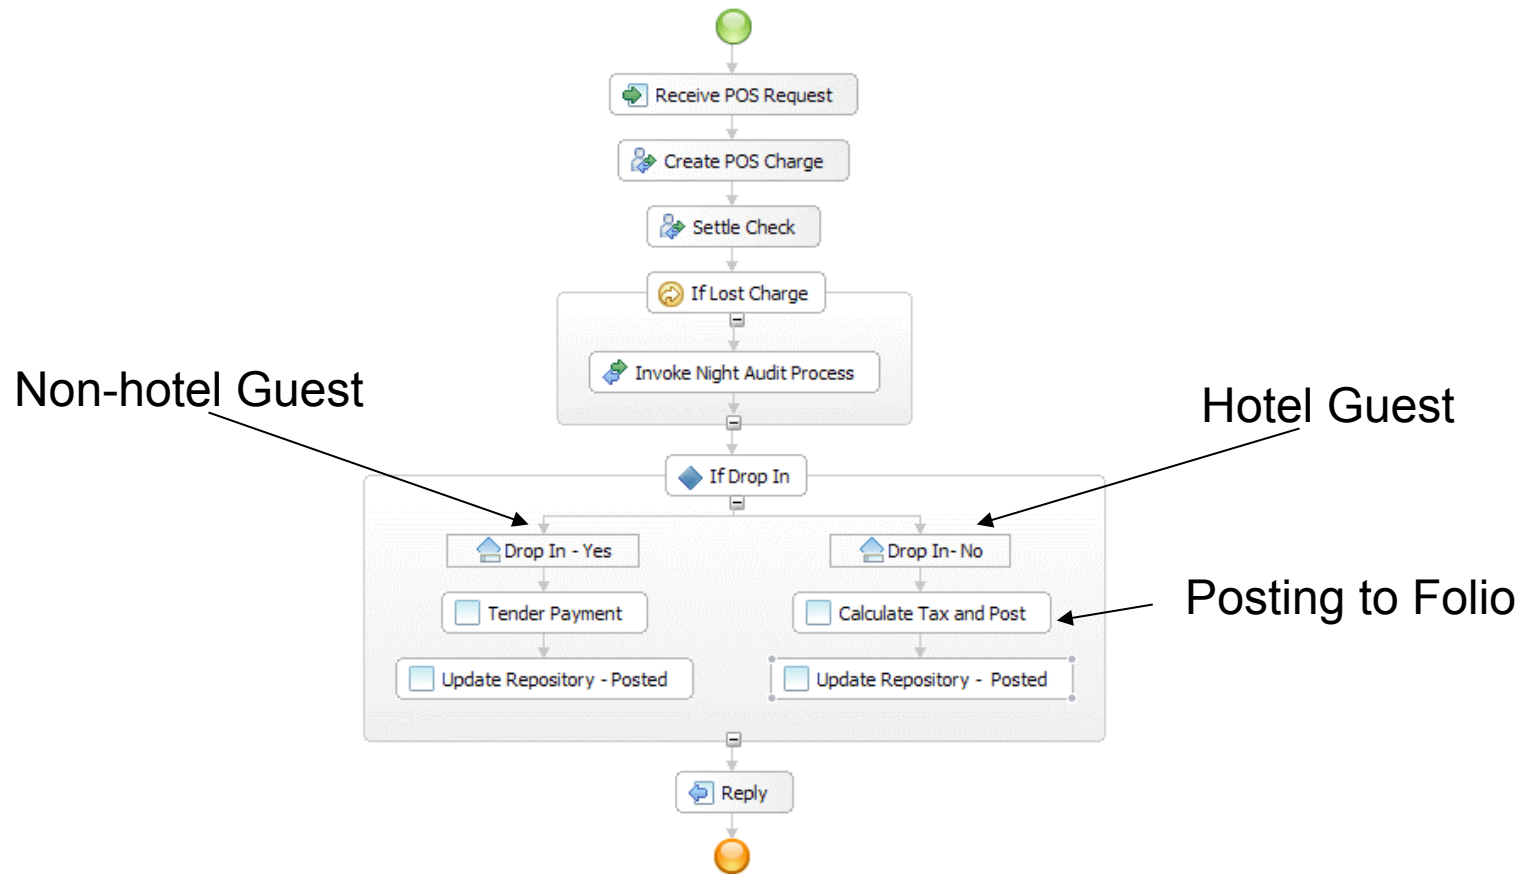 Receive POS Request
Create POS Charge
Settle Check
If Lost Charge
Invoke Night Audit Process
Non-hotel Guest
Hotel Guest
If Drop In
Drop In - Yes
Drop In- No
Tender Payment
Calculate Tax and Post
Posting to Folio
Update Repository - Posted
Update Repository - Posted
Reply